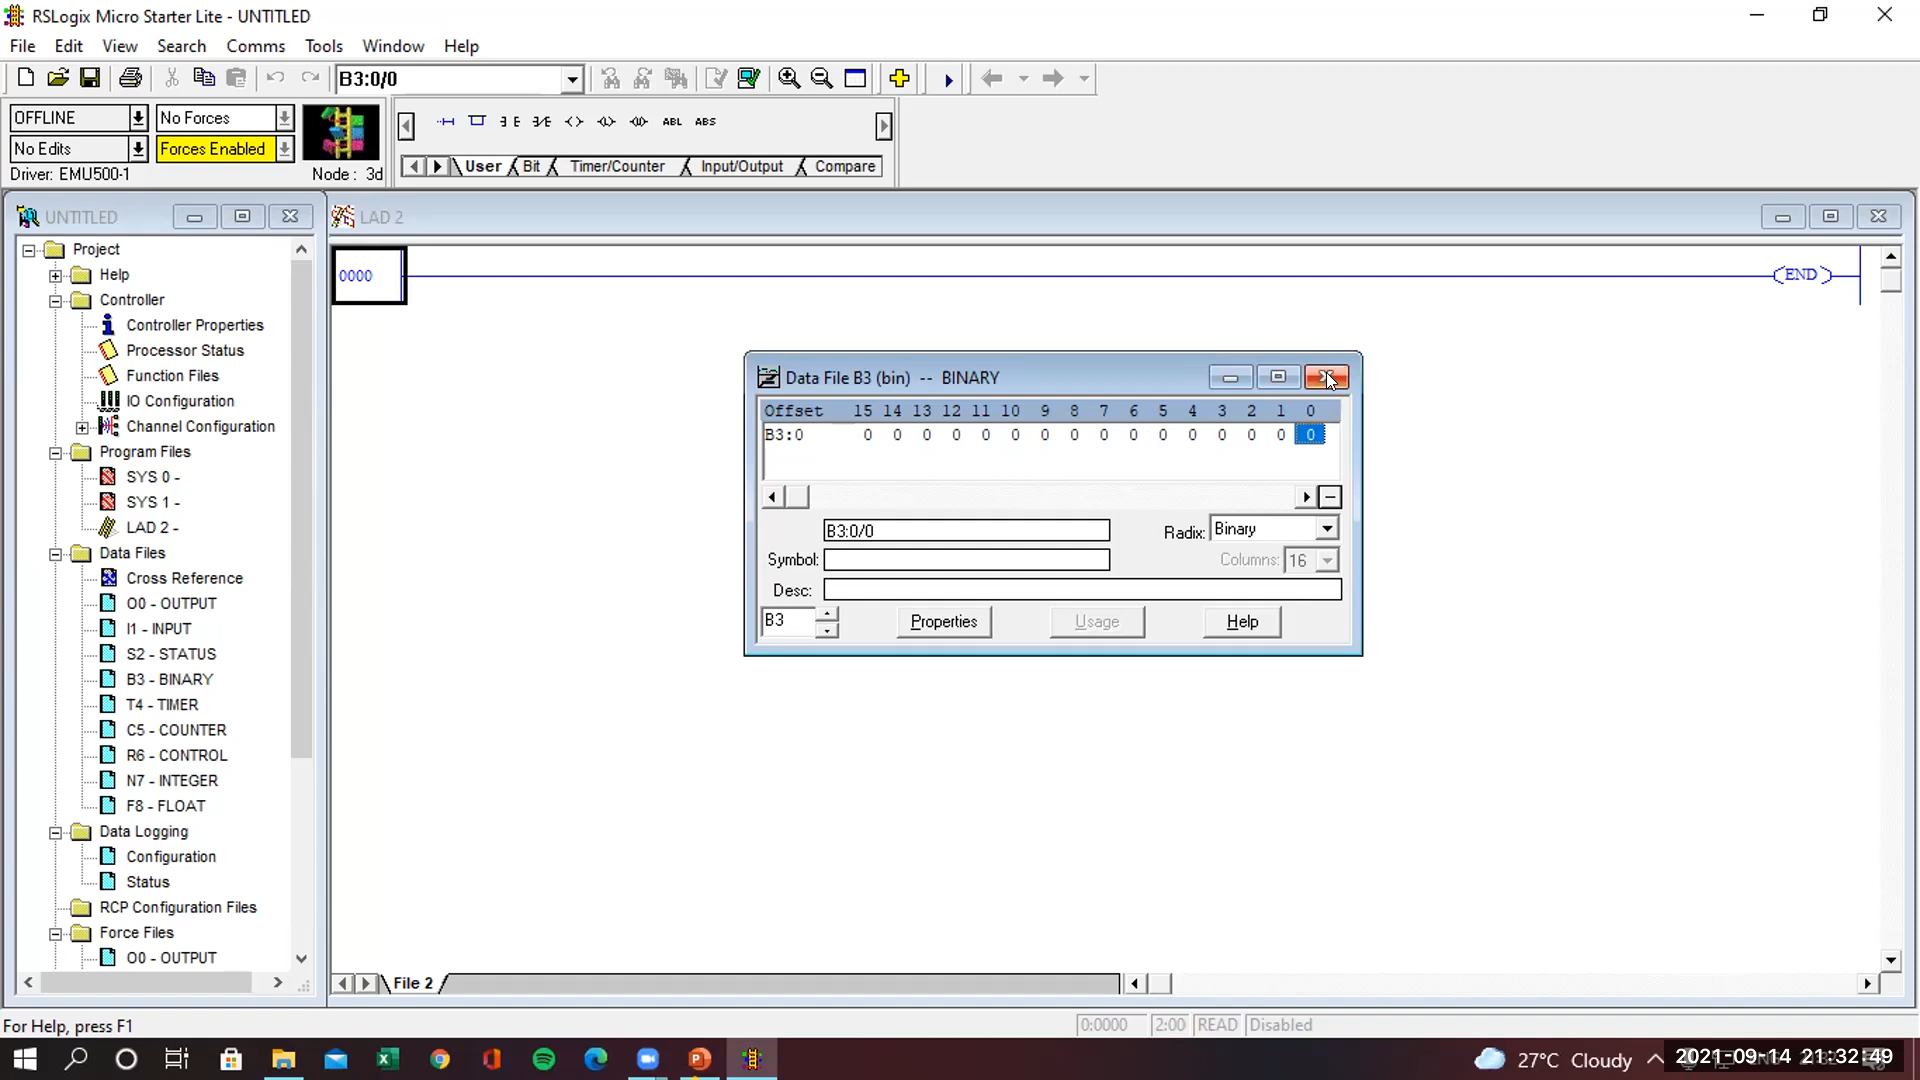 RSLogix Micro Starter Lite - UNTITLED
File Edit View Search Comms Tools Window Help
B3:0/0
OFFLINE No Forces
No Edits Forces Enabled
Driver: EMU500-1 Node : 3d
ABL ABS
User Bit Timer/Counter Input/Output Compare
UNTITLED
Project
Help
Controller
Controller Properties
Processor Status
Function Files
IO Configuration
Channel Configuration
Program Files
SYS 0 -
SYS 1 -
LAD 2 -
Data Files
Cross Reference
O0 - OUTPUT
I1 - INPUT
S2 - STATUS
B3 - BINARY
T4 - TIMER
C5 - COUNTER
R6 - CONTROL
N7 - INTEGER
F8 - FLOAT
Data Logging
Configuration
Status
RCP Configuration Files
Force Files
O0 - OUTPUT
LAD 2
0000 END
Data File B3 (bin) -- BINARY
Offset 15 14 13 12 11 10 9 8 7 6 5 4 3 2 1 0
B3:0 0 0 0 0 0 0 0 0 0 0 0 0 0 0 0 0
B3:0/0 Radix: Binary
Symbol: Columns: 16
Desc:
B3 Properties Usage Help
File 2
For Help, press F1 0:0000 2:00 READ Disabled
27°C Cloudy 2021-09-14 21:32:49